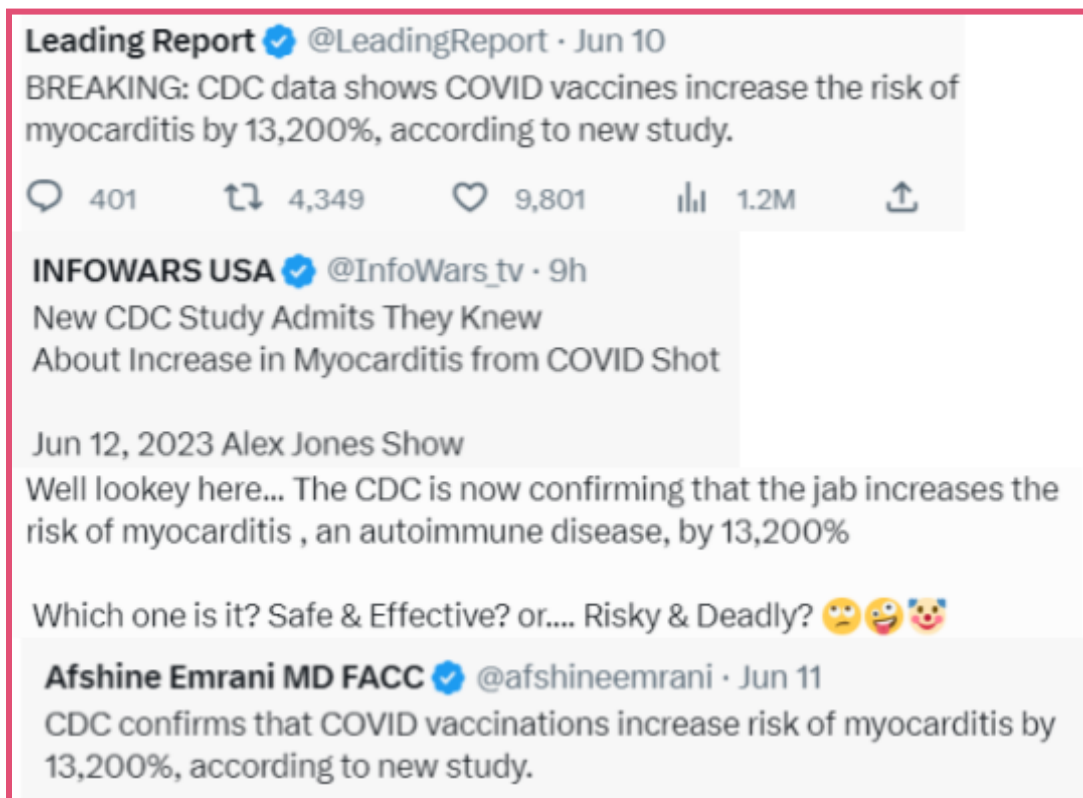 Leading Report @LeadingReport · Jun 10
BREAKING: CDC data shows COVID vaccines increase the risk of
myocarditis by 13,200%, according to new study.
401 4,349 9,801 1.2M
INFOWARS USA @InfoWars_tv · 9h
New CDC Study Admits They Knew
About Increase in Myocarditis from COVID Shot
Jun 12, 2023 Alex Jones Show
Well lookey here... The CDC is now confirming that the jab increases the
risk of myocarditis , an autoimmune disease, by 13,200%
Which one is it? Safe & Effective? or.... Risky & Deadly? 🙄🤪🤡
Afshine Emrani MD FACC @afshineemrani · Jun 11
CDC confirms that COVID vaccinations increase risk of myocarditis by
13,200%, according to new study.